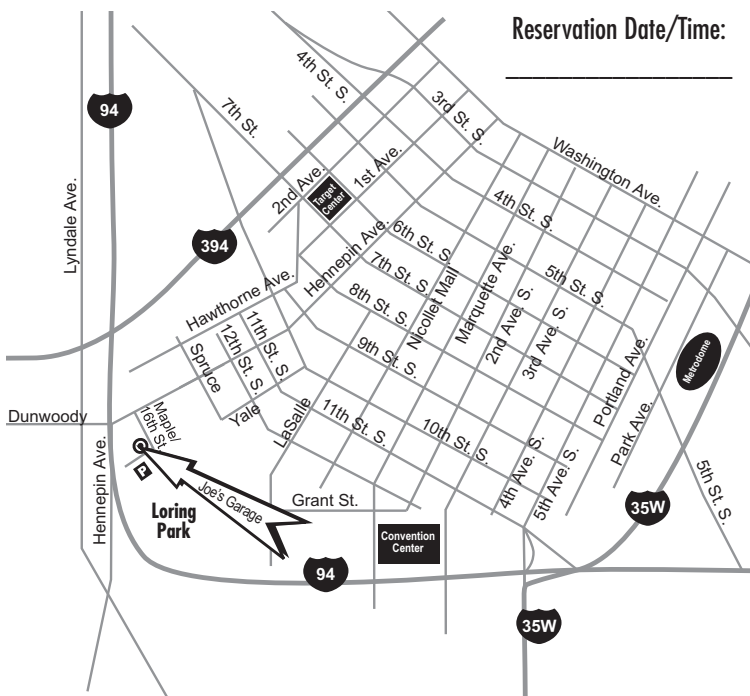 Reservation Date/Time:
4th St. S.
3rd St. S.
94
7th St.
Washington Ave.
1st Ave.
2nd Ave.
Target
Center
4th St. S.
Lyndale Ave.
394
Hennepin Ave.
6th St. S.
7th St. S.
8th St. S.
Nicollet Mall
Marquette Ave.
5th St. S.
2nd Ave. S.
3rd Ave. S.
Hawthorne Ave.
11th St. S.
12th St. S.
Spruce
9th St. S.
Portland Ave.
Metrodome
Park Ave.
Dunwoody
Maple/
16th St
Yale
LaSalle
11th St. S.
10th St. S.
4th Ave. S.
5th Ave. S.
5th St. S.
Hennepin Ave.
P
Joe's Garage
Loring
Park
Grant St.
35W
Convention
Center
94
35W